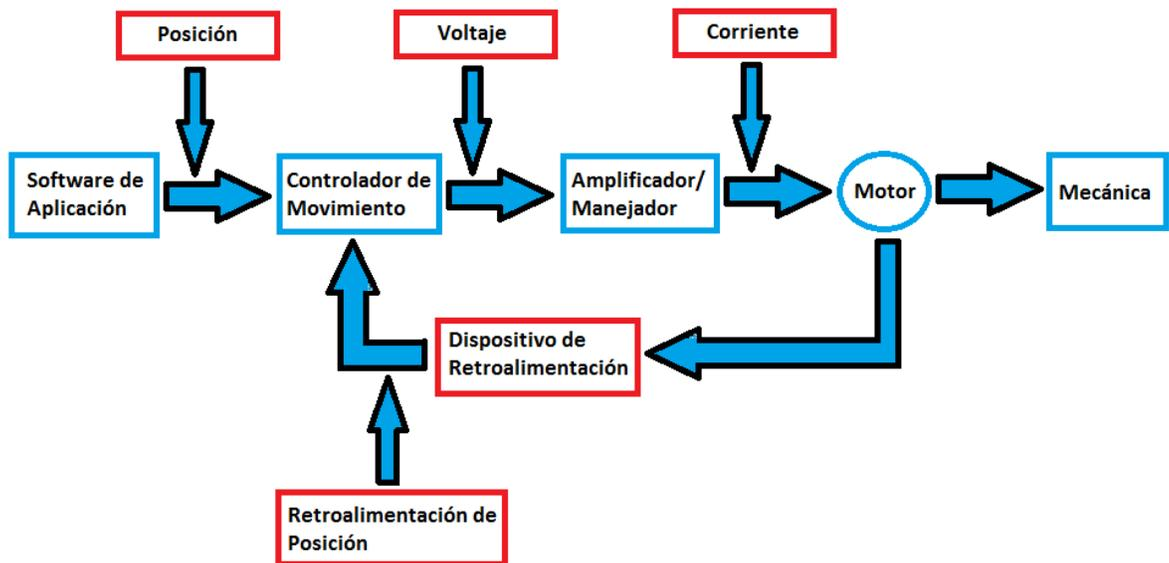 Posición
Voltaje
Corriente
Software de
Aplicación
Controlador de
Movimiento
Amplificador/
Manejador
Motor
Mecánica
Dispositivo de
Retroalimentación
Retroalimentación de
Posición